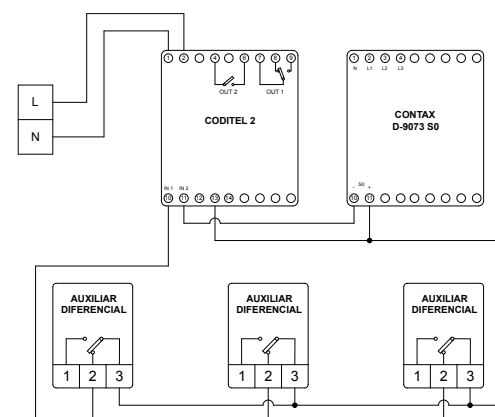 1 2 4 6 7 8 9
OUT 2 OUT 1
CODITEL 2
IN 1 IN 2
10 11 12 13 14
1 2 3 4
N L1 L2 L3
CONTAX
D-9073 S0
- S0 +
10 11
L
N
AUXILIAR
DIFERENCIAL
1 2 3
AUXILIAR
DIFERENCIAL
1 2 3
AUXILIAR
DIFERENCIAL
1 2 3